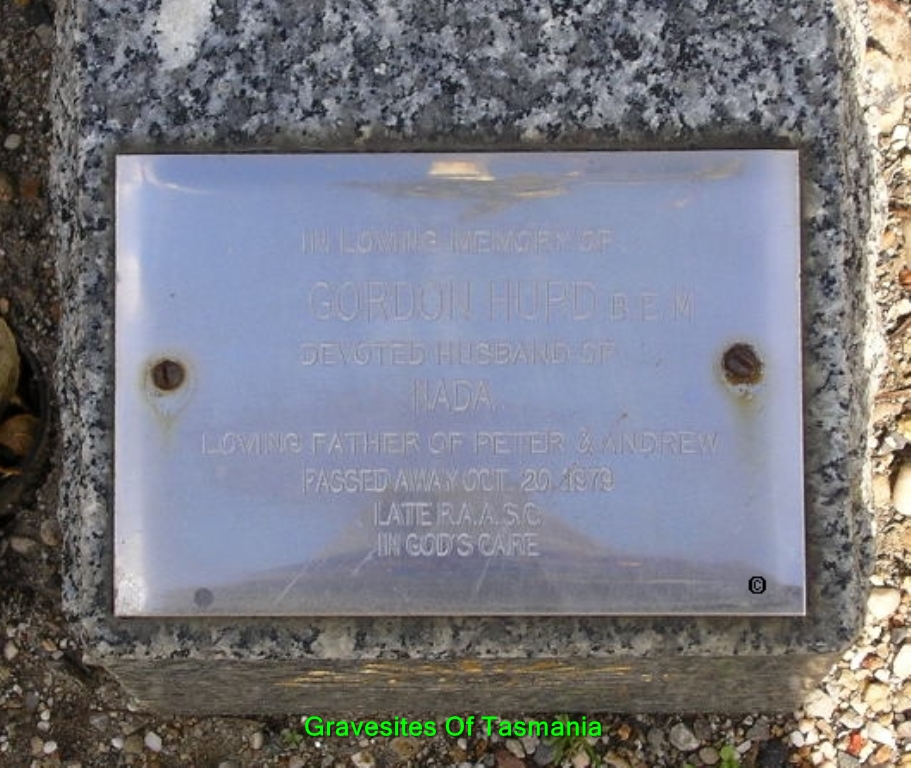 IN LOVING MEMORY OF
GORDON HURD B.E.M
DEVOTED HUSBAND OF
NADA
LOVING FATHER OF PETER & ANDREW
PASSED AWAY OCT. 20, 1979
LATE R.A.A.S.C.
IN GOD'S CARE
©
Gravesites Of Tasmania